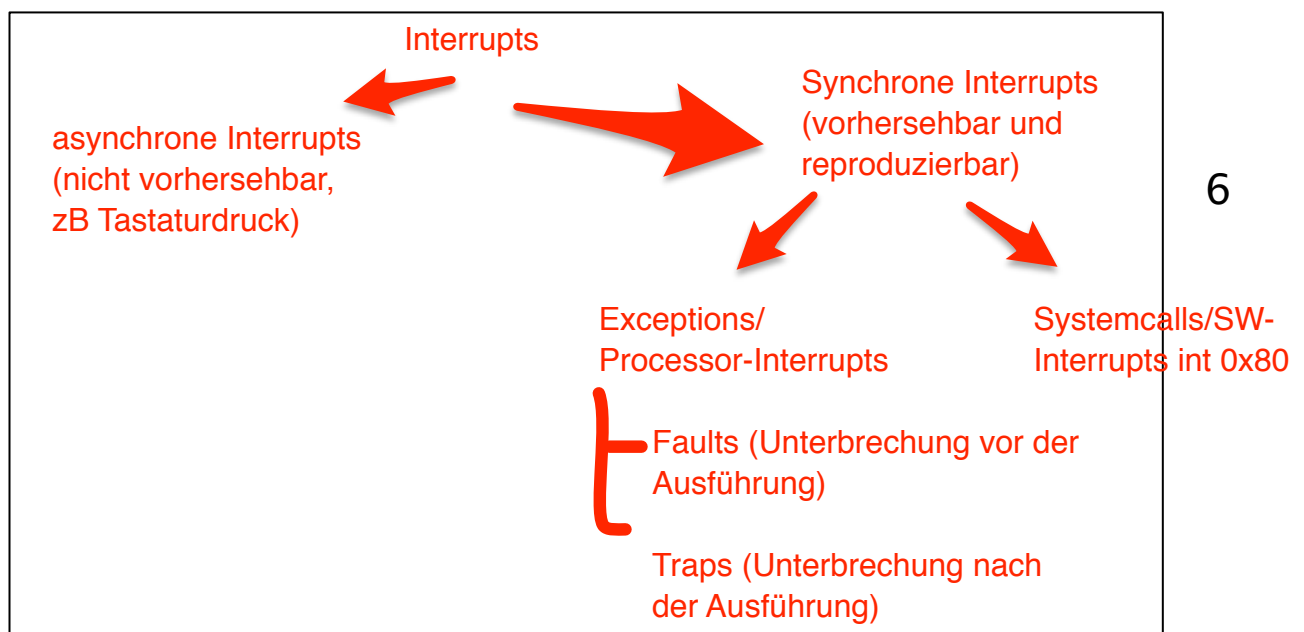 Interrupts
asynchrone Interrupts
(nicht vorhersehbar,
zB Tastaturdruck)
Synchrone Interrupts
(vorhersehbar und
reproduzierbar)
6
Exceptions/
Processor-Interrupts
Systemcalls/SW-
Interrupts int 0x80
Faults (Unterbrechung vor der
Ausführung)
Traps (Unterbrechung nach
der Ausführung)